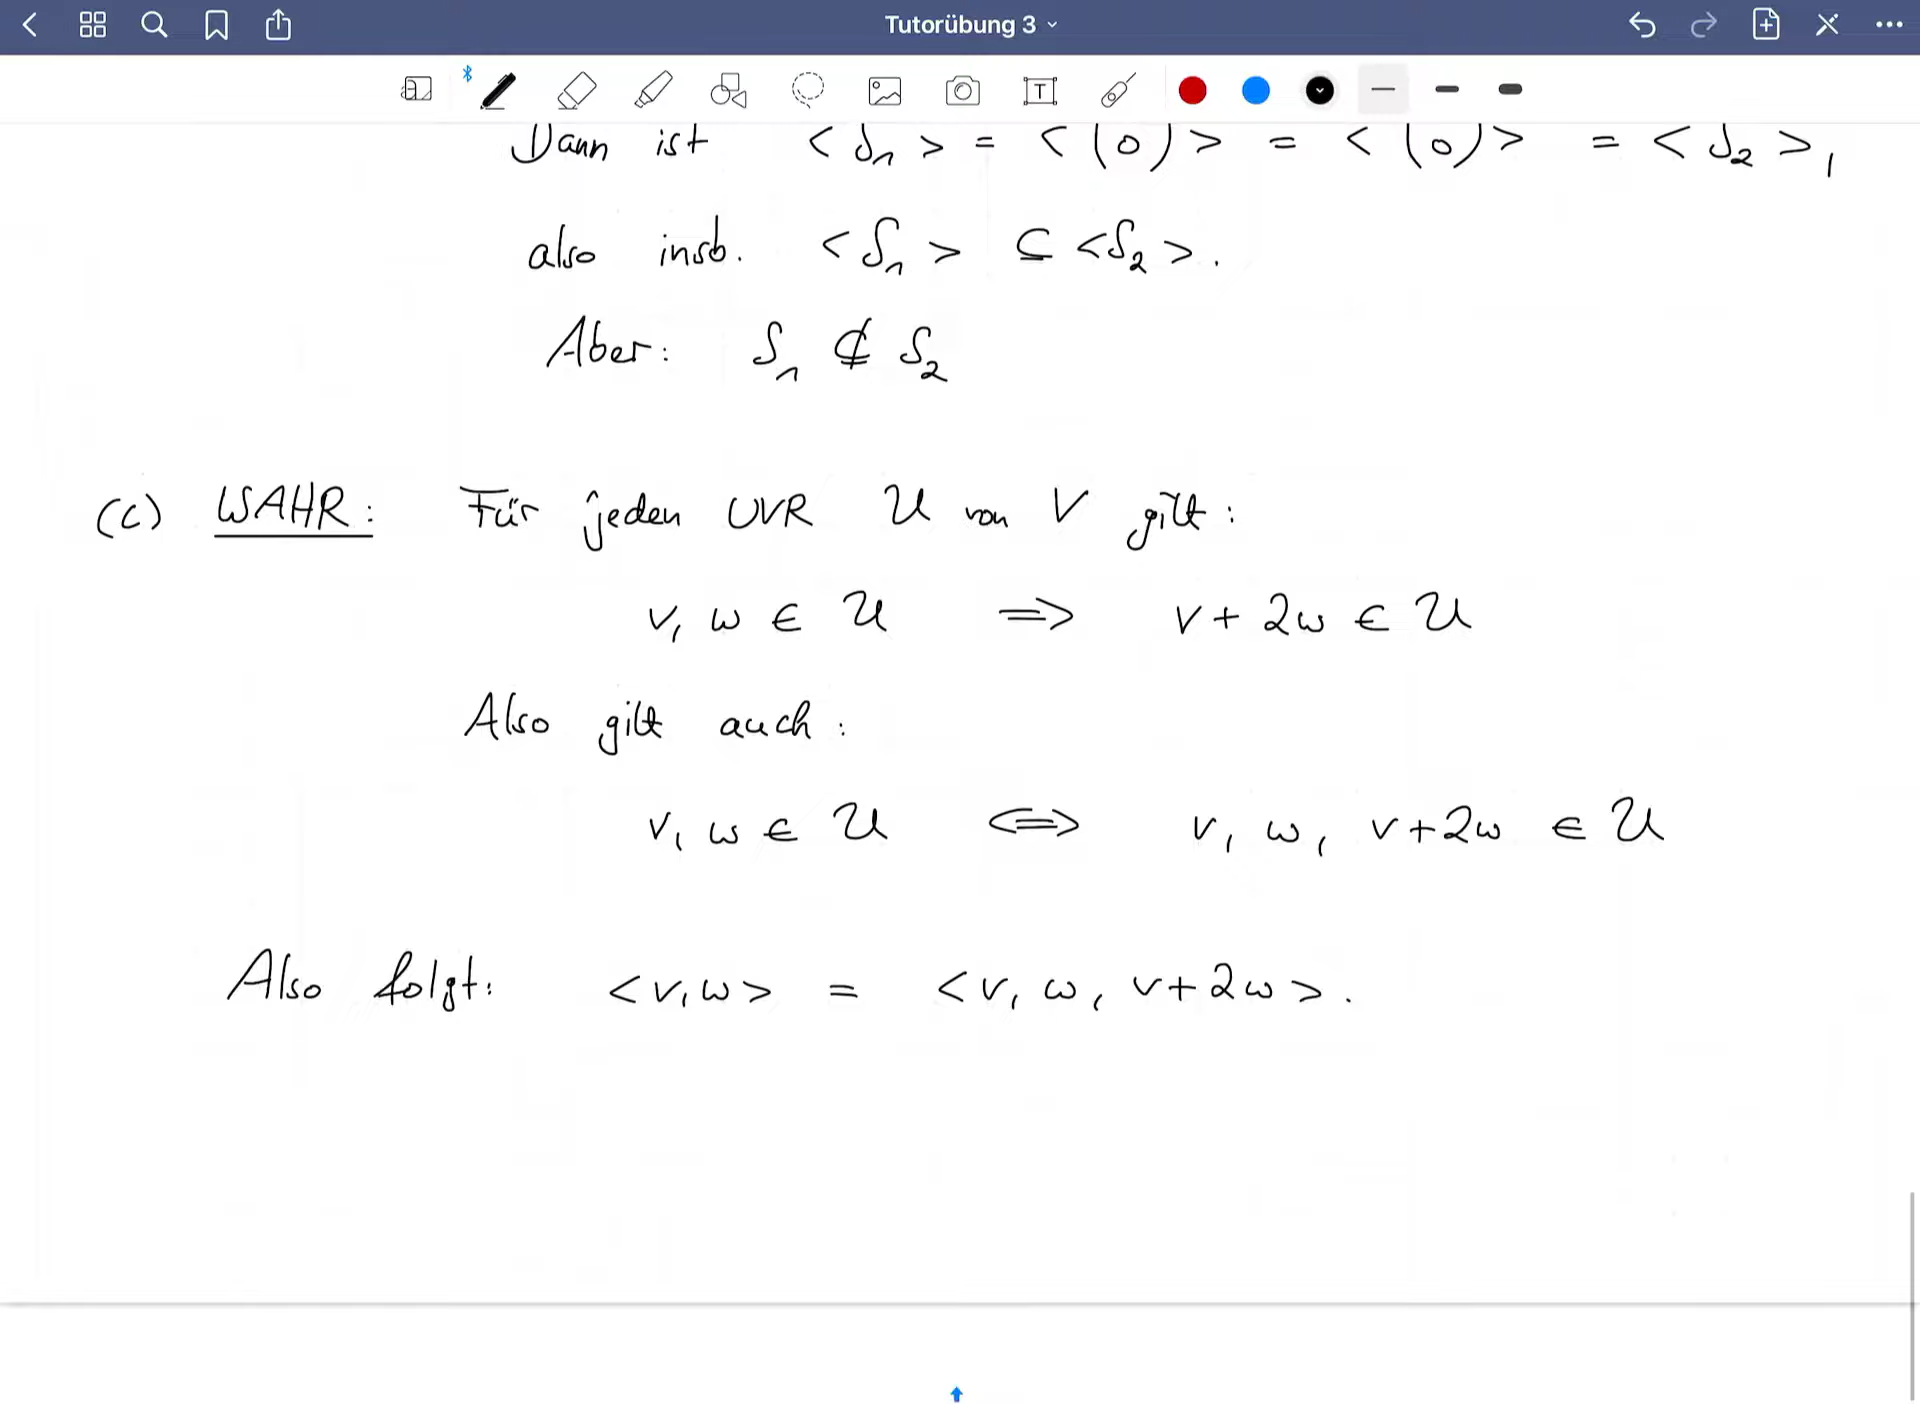 Tutorübung 3
Dann ist < S₁ > = < (0) > = < (0) > = < S₂ >,
also insb. < S₁ > ⊆ < S₂ >.
Aber: S₁ ⊄ S₂
(c) WAHR: Für jeden UVR U von V gilt:
v, w ∈ U ⟹ v + 2w ∈ U
Also gilt auch:
v, w ∈ U ⟺ v, w, v+2w ∈ U
Also folgt: < v, w > = < v, w, v+2w >.